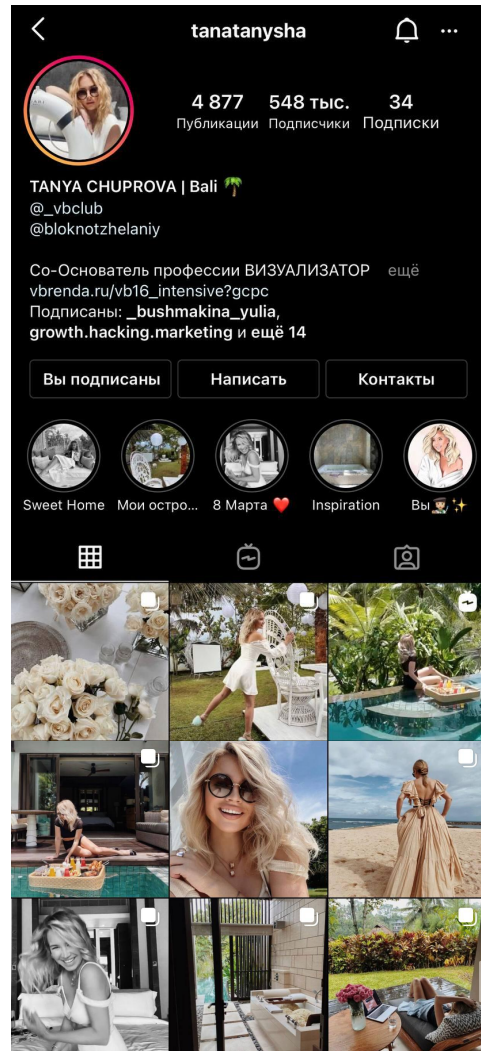 tanatanysha
4 877 548 тыс. 34
Публикации Подписчики Подписки
TANYA CHUPROVA | Bali 🌴
@_vbclub
@bloknotzhelaniy
Со-Основатель профессии ВИЗУАЛИЗАТОР ещё
vbrenda.ru/vb16_intensive?gcpc
Подписаны: _bushmakina_yulia,
growth.hacking.marketing и ещё 14
Вы подписаны Написать Контакты
Sweet Home Мои остро... 8 Марта ❤️ Inspiration Вы👩🏼‍✈️✨